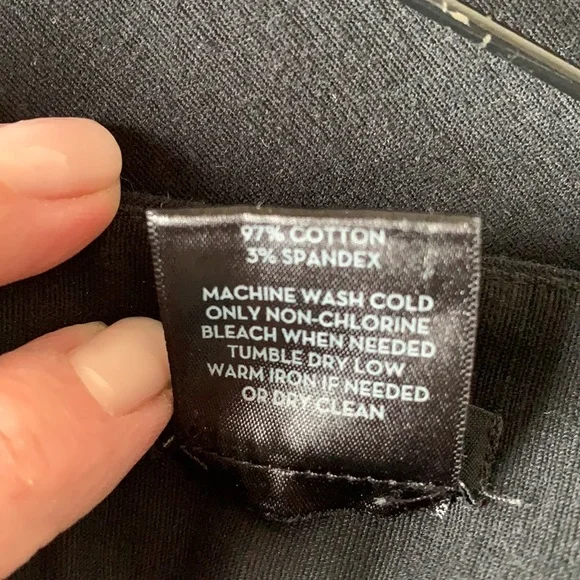 97% COTTON
3% SPANDEX
MACHINE WASH COLD
ONLY NON-CHLORINE
BLEACH WHEN NEEDED
TUMBLE DRY LOW
WARM IRON IF NEEDED
OR DRY CLEAN